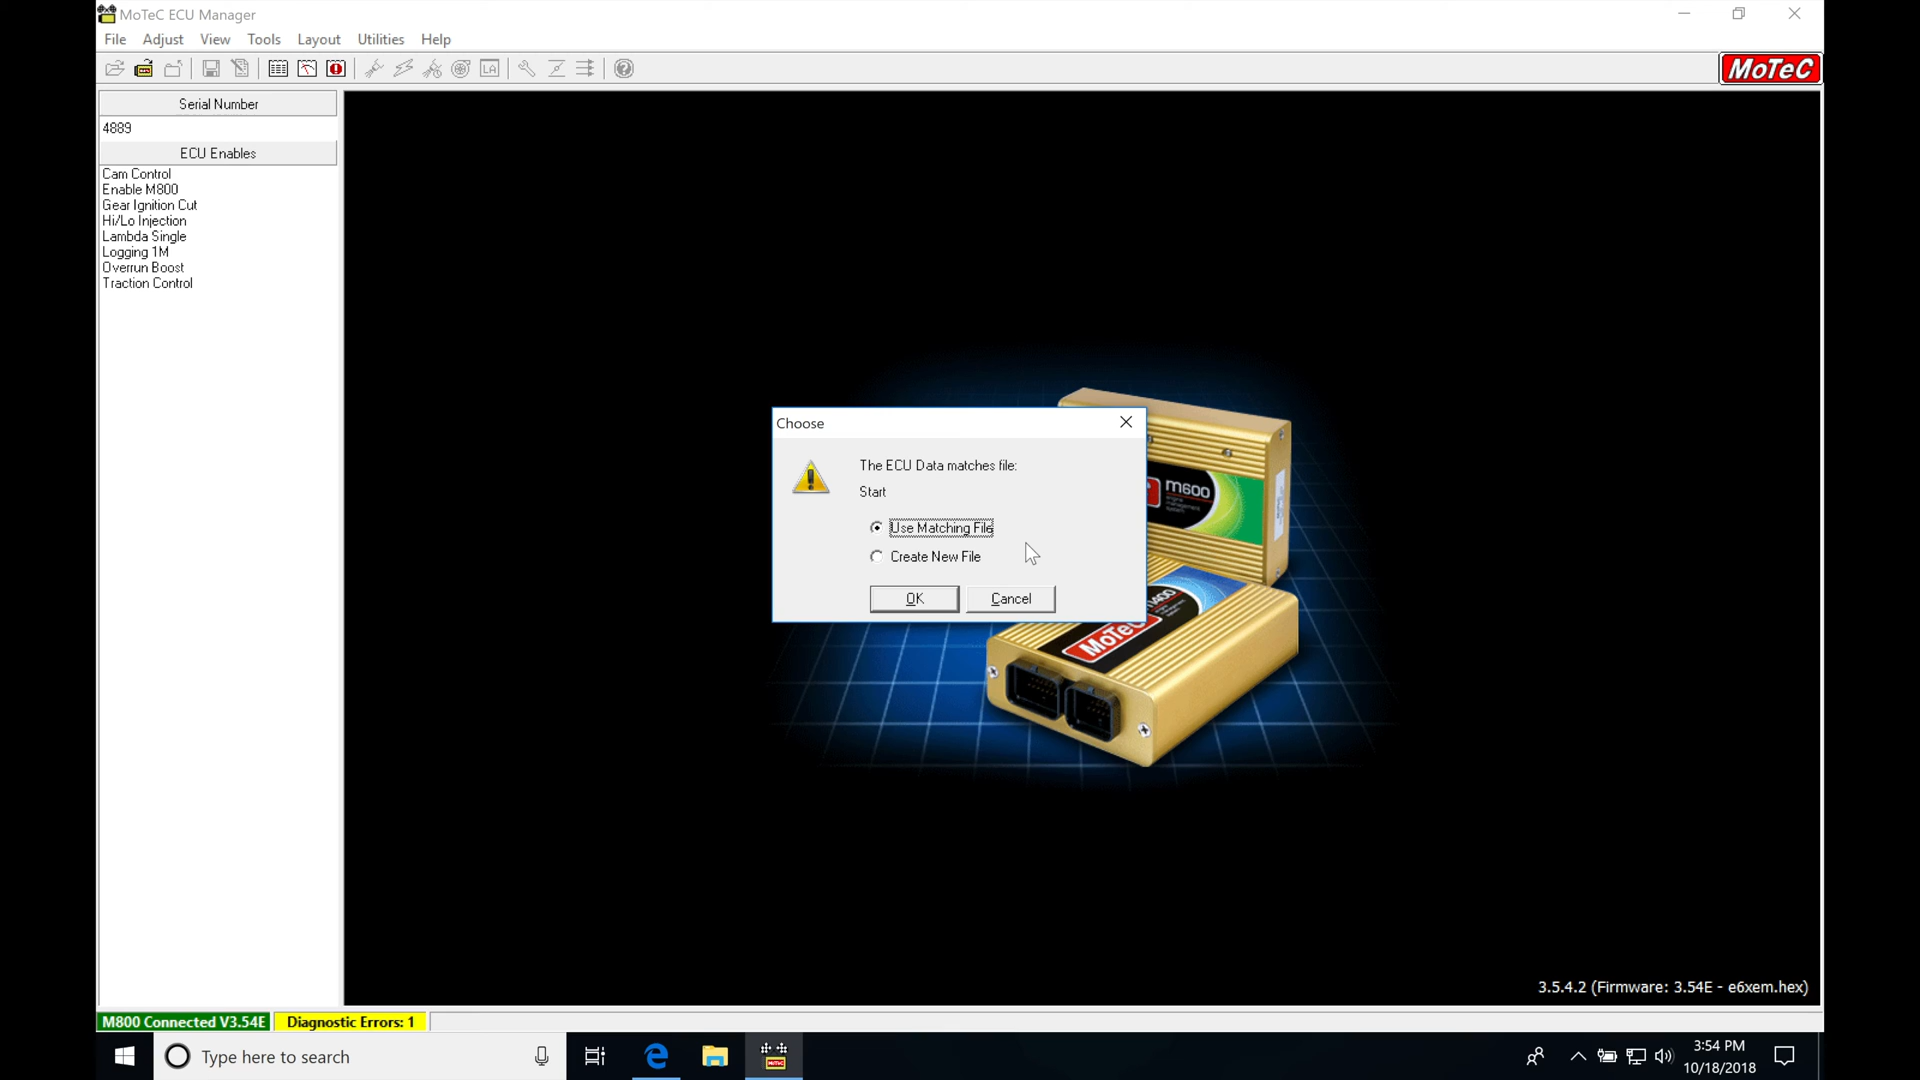 MoTeC ECU Manager
File Adjust View Tools Layout Utilities Help
LA
MoTeC
Serial Number
4889
ECU Enables
Cam Control
Enable M800
Gear Ignition Cut
Hi/Lo Injection
Lambda Single
Logging 1M
Overrun Boost
Traction Control
Choose
The ECU Data matches file:
Start
Use Matching File
Create New File
OK Cancel
m600
m400
MoTeC
3.5.4.2 (Firmware: 3.54E - e6xem.hex)
M800 Connected V3.54E Diagnostic Errors: 1
Type here to search
3:54 PM
10/18/2018